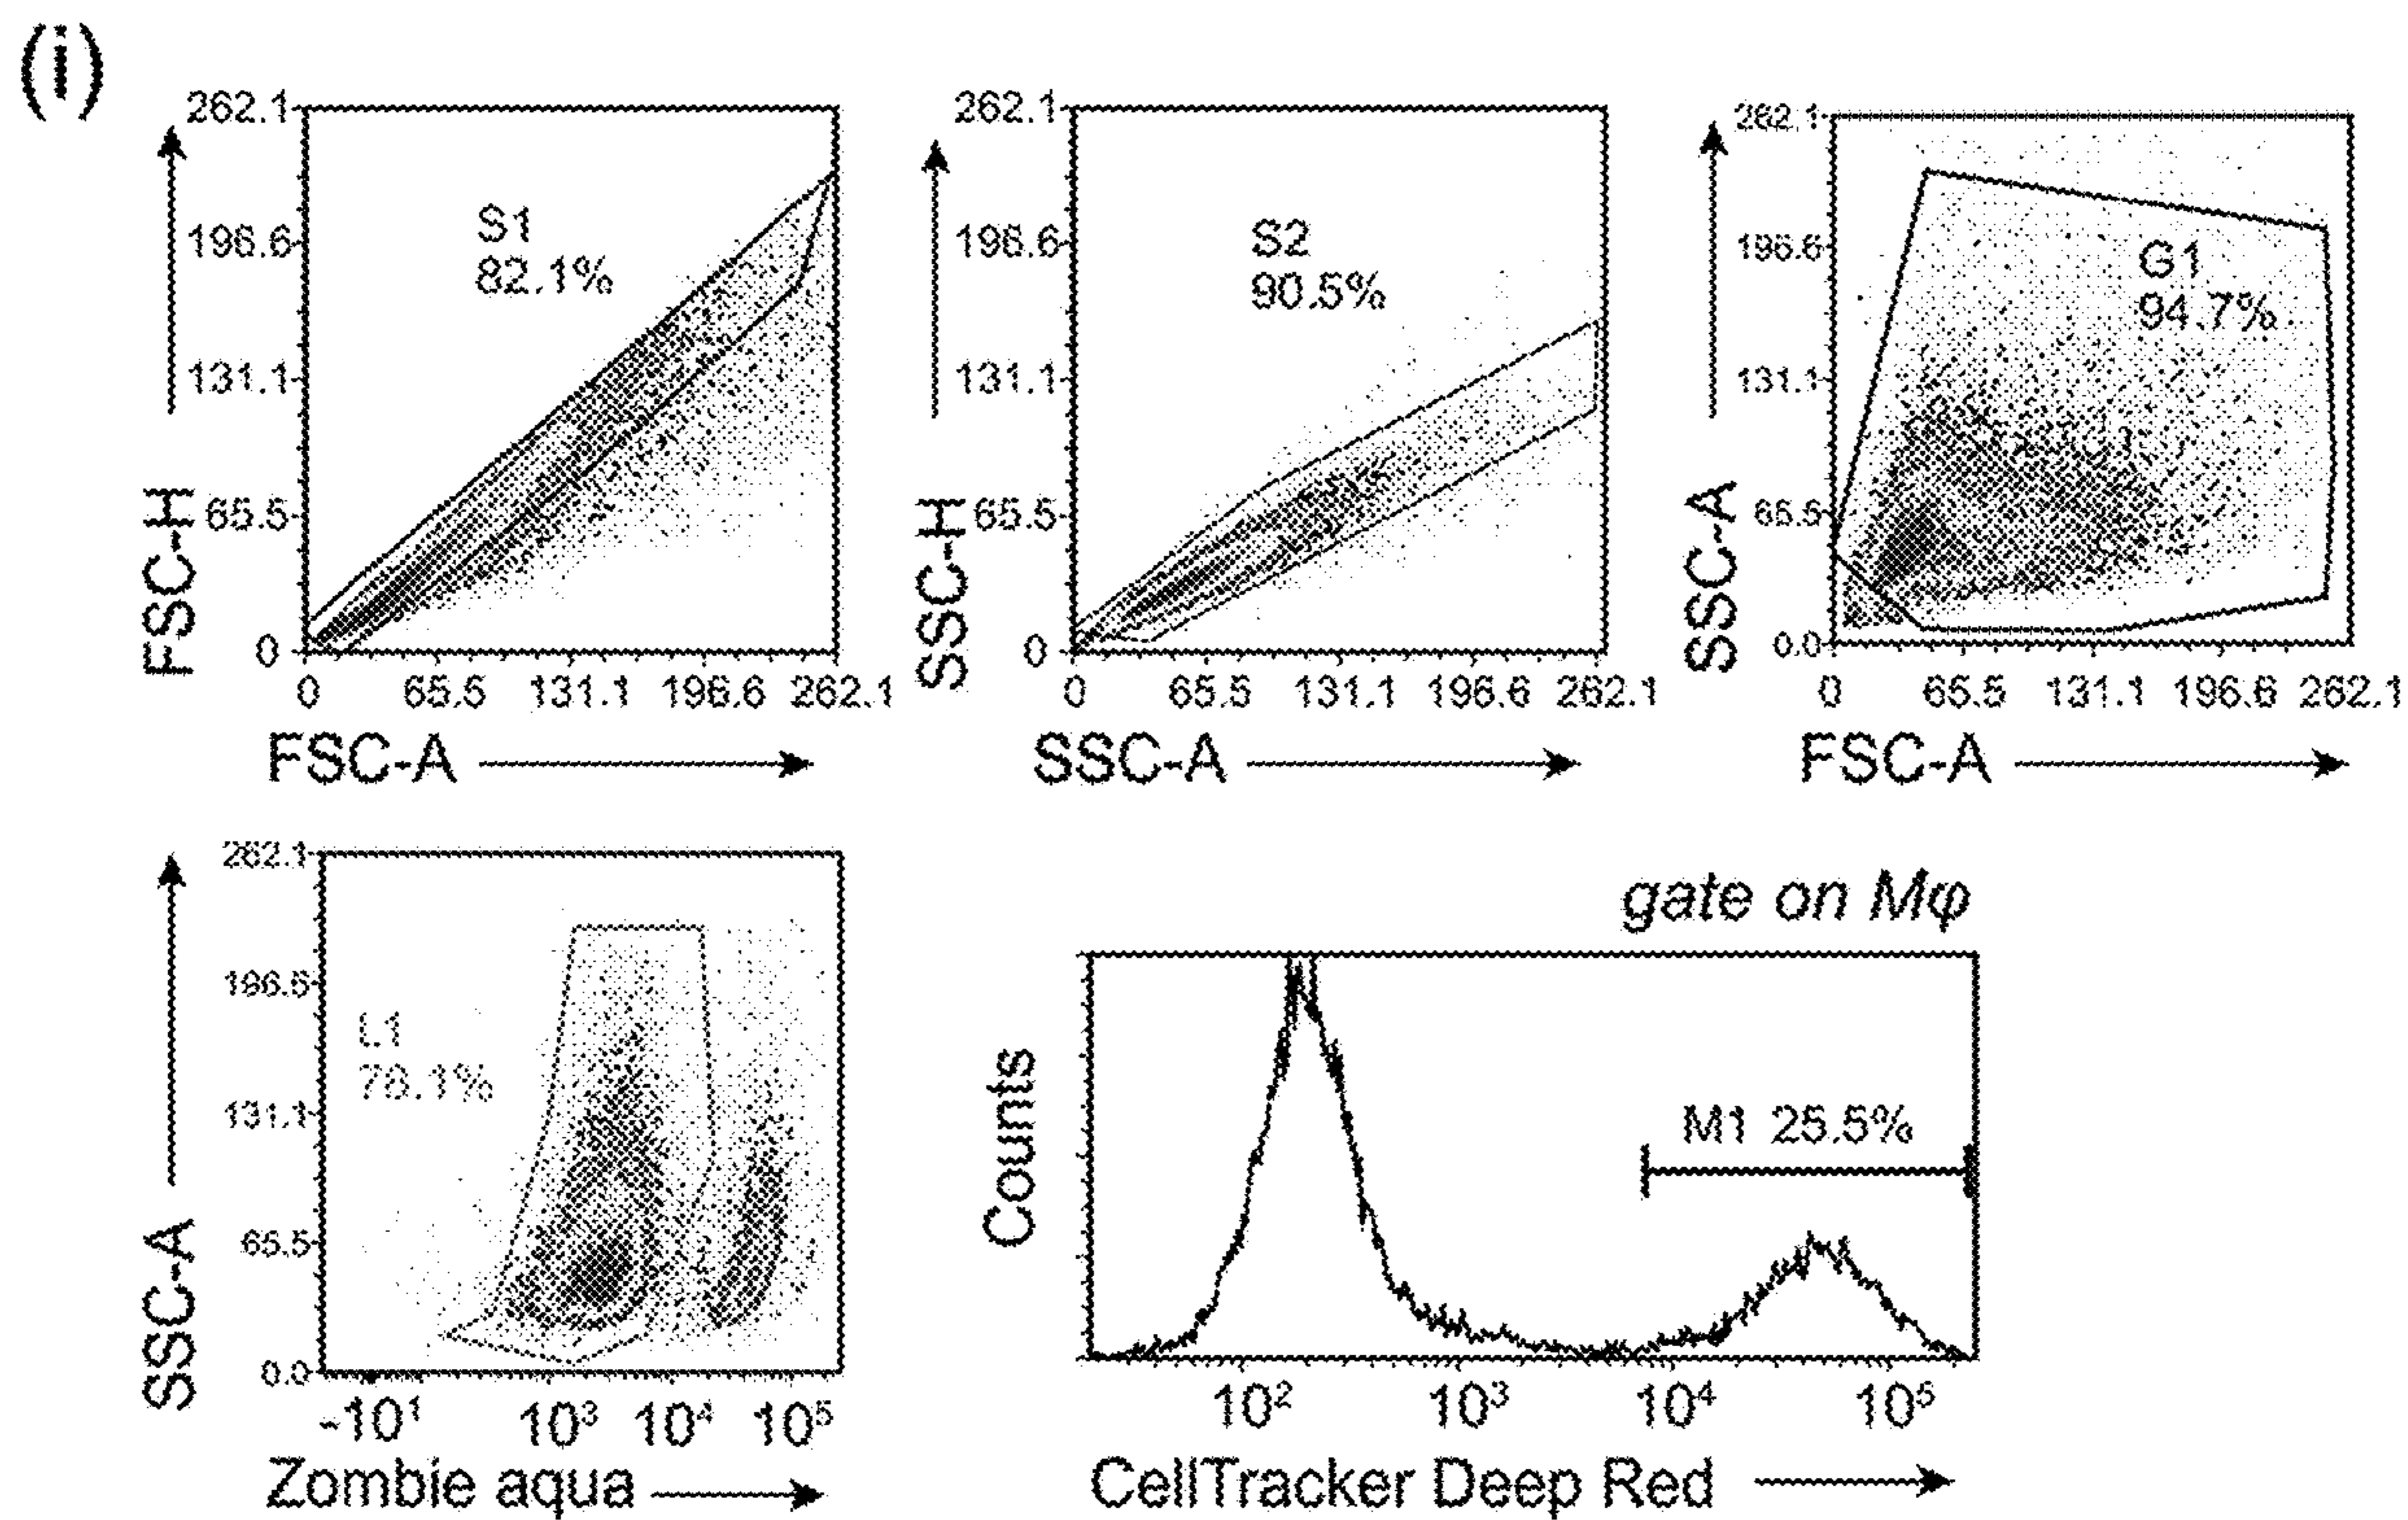 (i)
262.1
196.6
131.1
65.5
0
FSC-H
S1
82.1%
0 65.5 131.1 196.6 262.1
FSC-A
262.1
196.6
131.1
65.5
0
SSC-H
S2
90.5%
0 65.5 131.1 196.6 262.1
SSC-A
262.1
196.6
131.1
65.5
0.0
SSC-A
G1
94.7%
0 65.5 131.1 196.6 262.1
FSC-A
262.1
196.5
131.1
65.5
0.0
SSC-A
L1
78.1%
-10¹ 10³ 10⁴ 10⁵
Zombie aqua
gate on Mφ
Counts
M1 25.5%
10² 10³ 10⁴ 10⁵
CellTracker Deep Red